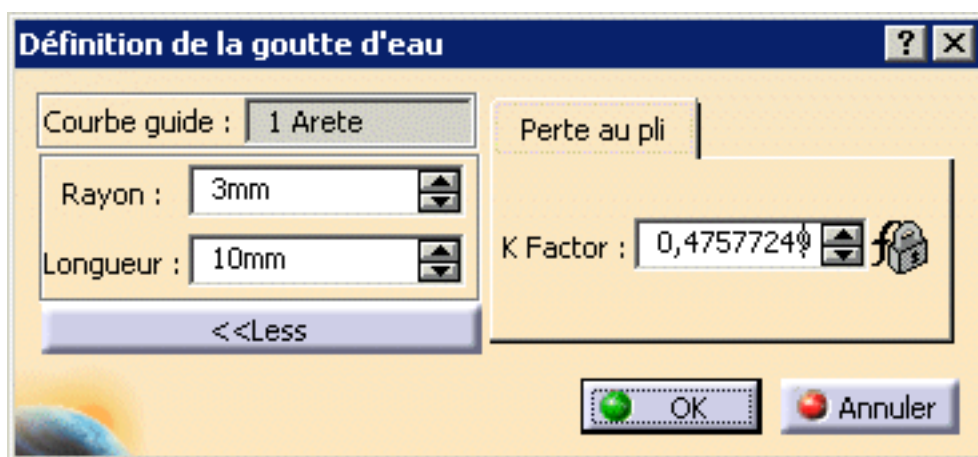 Définition de la goutte d'eau
Courbe guide : 1 Arete
Perte au pli
Rayon : 3mm
K Factor : 0,47577249
Longueur : 10mm
<<Less
OK
Annuler